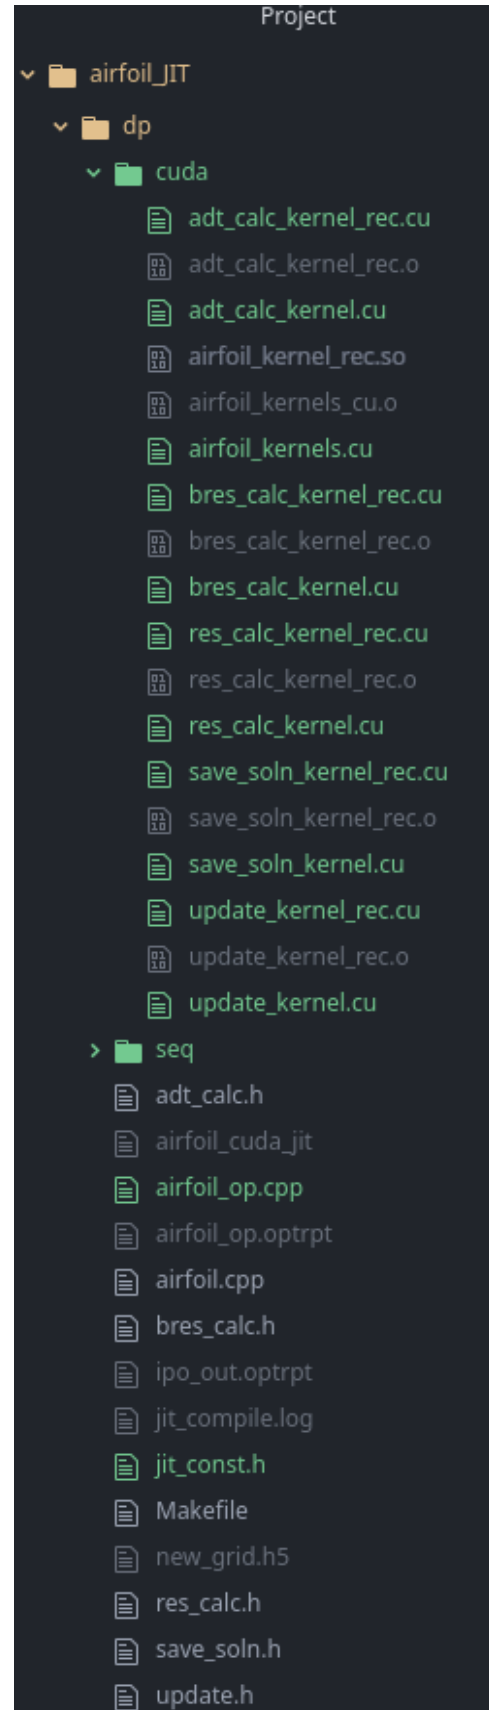 Project
airfoil_JIT
dp
cuda
adt_calc_kernel_rec.cu
adt_calc_kernel_rec.o
adt_calc_kernel.cu
airfoil_kernel_rec.so
airfoil_kernels_cu.o
airfoil_kernels.cu
bres_calc_kernel_rec.cu
bres_calc_kernel_rec.o
bres_calc_kernel.cu
res_calc_kernel_rec.cu
res_calc_kernel_rec.o
res_calc_kernel.cu
save_soln_kernel_rec.cu
save_soln_kernel_rec.o
save_soln_kernel.cu
update_kernel_rec.cu
update_kernel_rec.o
update_kernel.cu
seq
adt_calc.h
airfoil_cuda_jit
airfoil_op.cpp
airfoil_op.optrpt
airfoil.cpp
bres_calc.h
ipo_out.optrpt
jit_compile.log
jit_const.h
Makefile
new_grid.h5
res_calc.h
save_soln.h
update.h